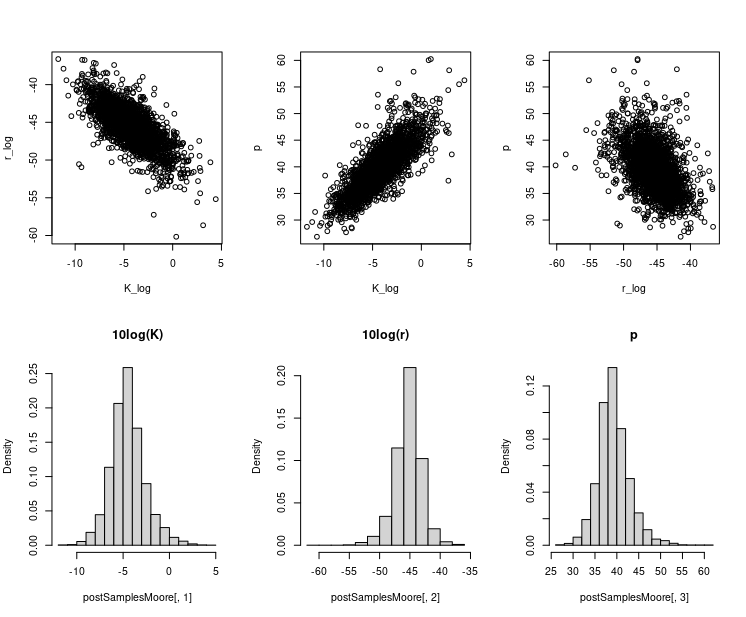 r_log
-60 -55 -50 -45 -40
-10 -5 0 5
K_log
p
30 35 40 45 50 55 60
-10 -5 0 5
K_log
p
30 35 40 45 50 55 60
-60 -55 -50 -45 -40
r_log
10log(K)
Density
0.00 0.05 0.10 0.15 0.20 0.25
-10 -5 0 5
postSamplesMoore[, 1]
10log(r)
Density
0.00 0.05 0.10 0.15 0.20
-60 -55 -50 -45 -40 -35
postSamplesMoore[, 2]
p
Density
0.00 0.04 0.08 0.12
25 30 35 40 45 50 55 60
postSamplesMoore[, 3]